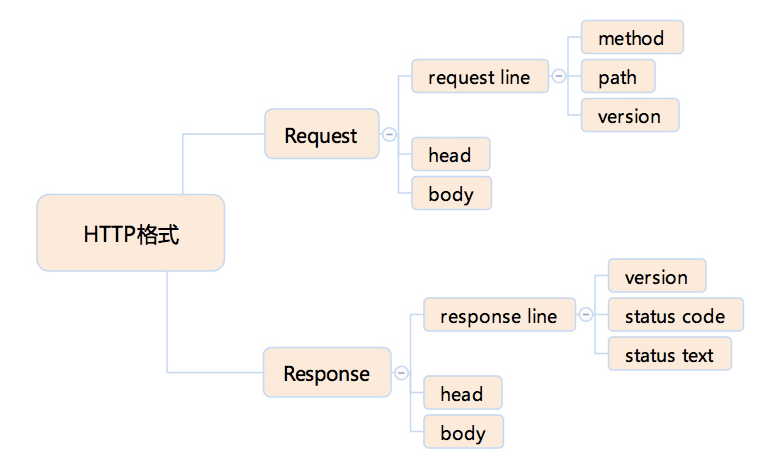 HTTP格式
Request
request line
method
path
version
head
body
Response
response line
version
status code
status text
head
body